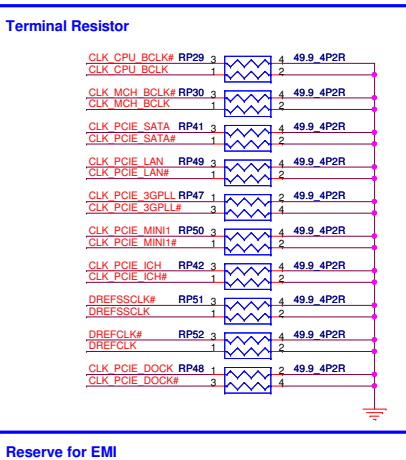 Terminal Resistor
CLK_CPU_BCLK# RP29 3 4 49.9_4P2R
CLK_CPU_BCLK 1 2
CLK_MCH_BCLK# RP30 3 4 49.9_4P2R
CLK_MCH_BCLK 1 2
CLK_PCIE_SATA RP41 3 4 49.9_4P2R
CLK_PCIE_SATA# 1 2
CLK_PCIE_LAN RP49 3 4 49.9_4P2R
CLK_PCIE_LAN# 1 2
CLK_PCIE_3GPLL RP47 1 2 49.9_4P2R
CLK_PCIE_3GPLL# 3 4
CLK_PCIE_MINI1 RP50 3 4 49.9_4P2R
CLK_PCIE_MINI1# 1 2
CLK_PCIE_ICH RP42 3 4 49.9_4P2R
CLK_PCIE_ICH# 1 2
DREFSSCLK# RP51 3 4 49.9_4P2R
DREFSSCLK 1 2
DREFCLK# RP52 3 4 49.9_4P2R
DREFCLK 1 2
CLK_PCIE_DOCK RP48 1 2 49.9_4P2R
CLK_PCIE_DOCK# 3 4
Reserve for EMI